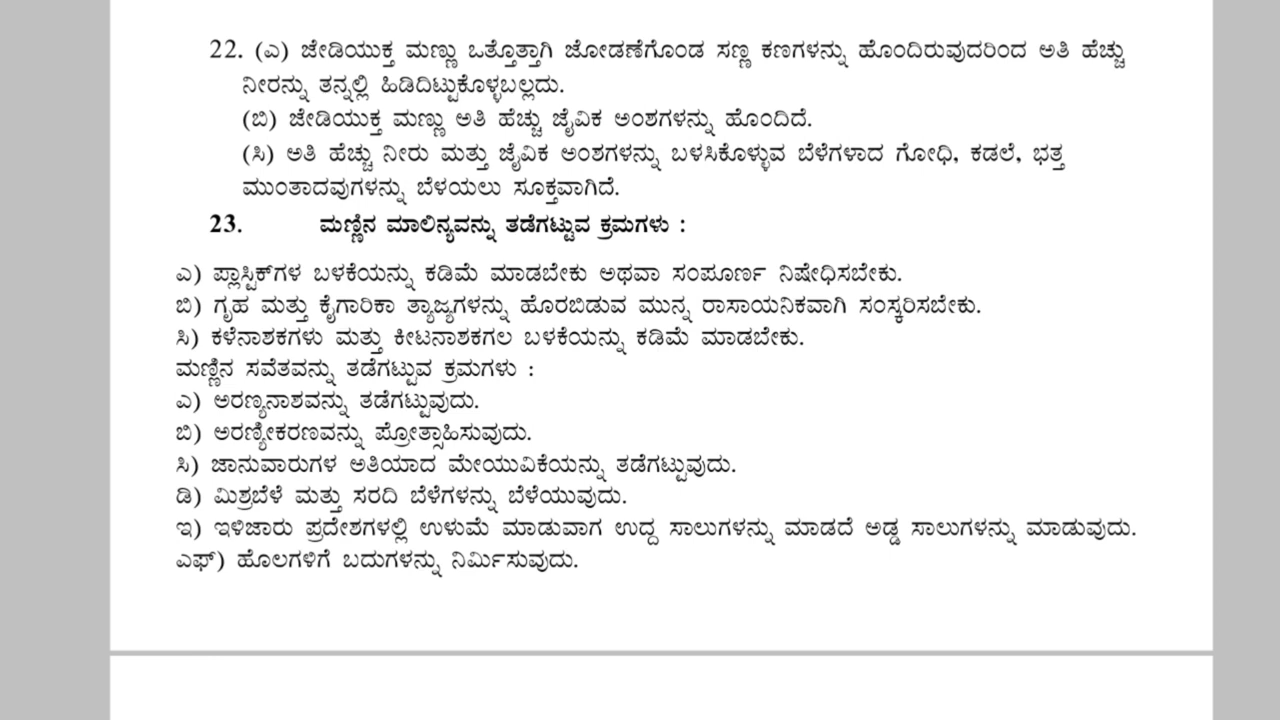 22. (ಎ) ಜೇಡಿಯುಕ್ತ ಮಣ್ಣು ಒತ್ತೊತ್ತಾಗಿ ಜೋಡಣೆಗೊಂಡ ಸಣ್ಣ ಕಣಗಳನ್ನು ಹೊಂದಿರುವುದರಿಂದ ಅತಿ ಹೆಚ್ಚು
ನೀರನ್ನು ತನ್ನಲ್ಲಿ ಹಿಡಿದಿಟ್ಟುಕೊಳ್ಳಬಲ್ಲದು.
(ಬಿ) ಜೇಡಿಯುಕ್ತ ಮಣ್ಣು ಅತಿ ಹೆಚ್ಚು ಜೈವಿಕ ಅಂಶಗಳನ್ನು ಹೊಂದಿದೆ.
(ಸಿ) ಅತಿ ಹೆಚ್ಚು ನೀರು ಮತ್ತು ಜೈವಿಕ ಅಂಶಗಳನ್ನು ಬಳಸಿಕೊಳ್ಳುವ ಬೆಳೆಗಳಾದ ಗೋಧಿ, ಕಡಲೆ, ಭತ್ತ
ಮುಂತಾದವುಗಳನ್ನು ಬೆಳಯಲು ಸೂಕ್ತವಾಗಿದೆ.
23. ಮಣ್ಣಿನ ಮಾಲಿನ್ಯವನ್ನು ತಡೆಗಟ್ಟುವ ಕ್ರಮಗಳು :
ಎ) ಪ್ಲಾಸ್ಟಿಕ್‌ಗಳ ಬಳಕೆಯನ್ನು ಕಡಿಮೆ ಮಾಡಬೇಕು ಅಥವಾ ಸಂಪೂರ್ಣ ನಿಷೇಧಿಸಬೇಕು.
ಬಿ) ಗೃಹ ಮತ್ತು ಕೈಗಾರಿಕಾ ತ್ಯಾಜ್ಯಗಳನ್ನು ಹೊರಬಿಡುವ ಮುನ್ನ ರಾಸಾಯನಿಕವಾಗಿ ಸಂಸ್ಕರಿಸಬೇಕು.
ಸಿ) ಕಳೆನಾಶಕಗಳು ಮತ್ತು ಕೀಟನಾಶಕಗಲ ಬಳಕೆಯನ್ನು ಕಡಿಮೆ ಮಾಡಬೇಕು.
ಮಣ್ಣಿನ ಸವೆತವನ್ನು ತಡೆಗಟ್ಟುವ ಕ್ರಮಗಳು :
ಎ) ಅರಣ್ಯನಾಶವನ್ನು ತಡೆಗಟ್ಟುವುದು.
ಬಿ) ಅರಣ್ಯೀಕರಣವನ್ನು ಪ್ರೋತ್ಸಾಹಿಸುವುದು.
ಸಿ) ಜಾನುವಾರುಗಳ ಅತಿಯಾದ ಮೇಯುವಿಕೆಯನ್ನು ತಡೆಗಟ್ಟುವುದು.
ಡಿ) ಮಿಶ್ರಬೆಳೆ ಮತ್ತು ಸರದಿ ಬೆಳೆಗಳನ್ನು ಬೆಳೆಯುವುದು.
ಇ) ಇಳಿಜಾರು ಪ್ರದೇಶಗಳಲ್ಲಿ ಉಳುಮೆ ಮಾಡುವಾಗ ಉದ್ದ ಸಾಲುಗಳನ್ನು ಮಾಡದೆ ಅಡ್ಡ ಸಾಲುಗಳನ್ನು ಮಾಡುವುದು.
ಎಫ್) ಹೊಲಗಳಿಗೆ ಬದುಗಳನ್ನು ನಿರ್ಮಿಸುವುದು.